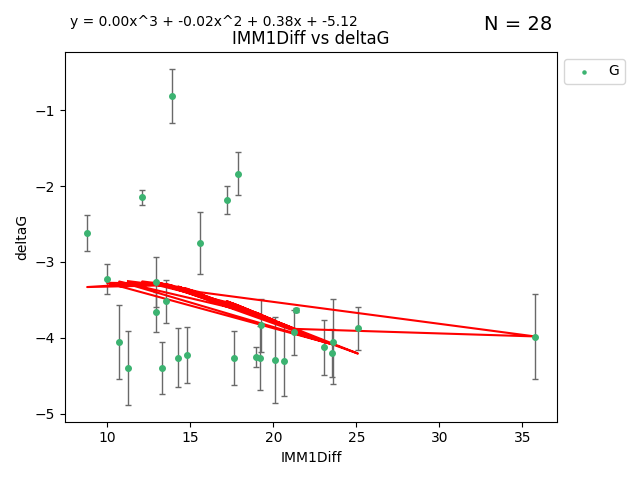 y = 0.00x^3 + -0.02x^2 + 0.38x + -5.12
N = 28
IMM1Diff vs deltaG
G
−1
−2
−3
−4
−5
deltaG
10 15 20 25 30 35
IMM1Diff